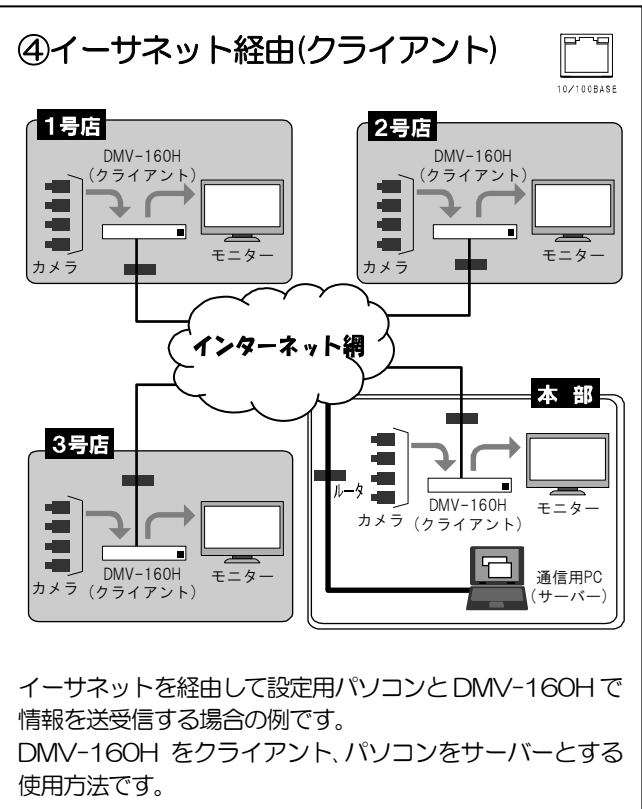 ④イーサネット経由(クライアント)
10/100BASE
1号店
DMV-160H
(クライアント)
カメラ
モニター
2号店
DMV-160H
(クライアント)
カメラ
モニター
インターネット網
3号店
カメラ
DMV-160H
(クライアント)
モニター
本 部
ルータ
カメラ
DMV-160H
(クライアント)
モニター
通信用PC
(サーバー)
イーサネットを経由して設定用パソコンとDMV-160Hで
情報を送受信する場合の例です。
DMV-160H をクライアント、パソコンをサーバーとする
使用方法です。